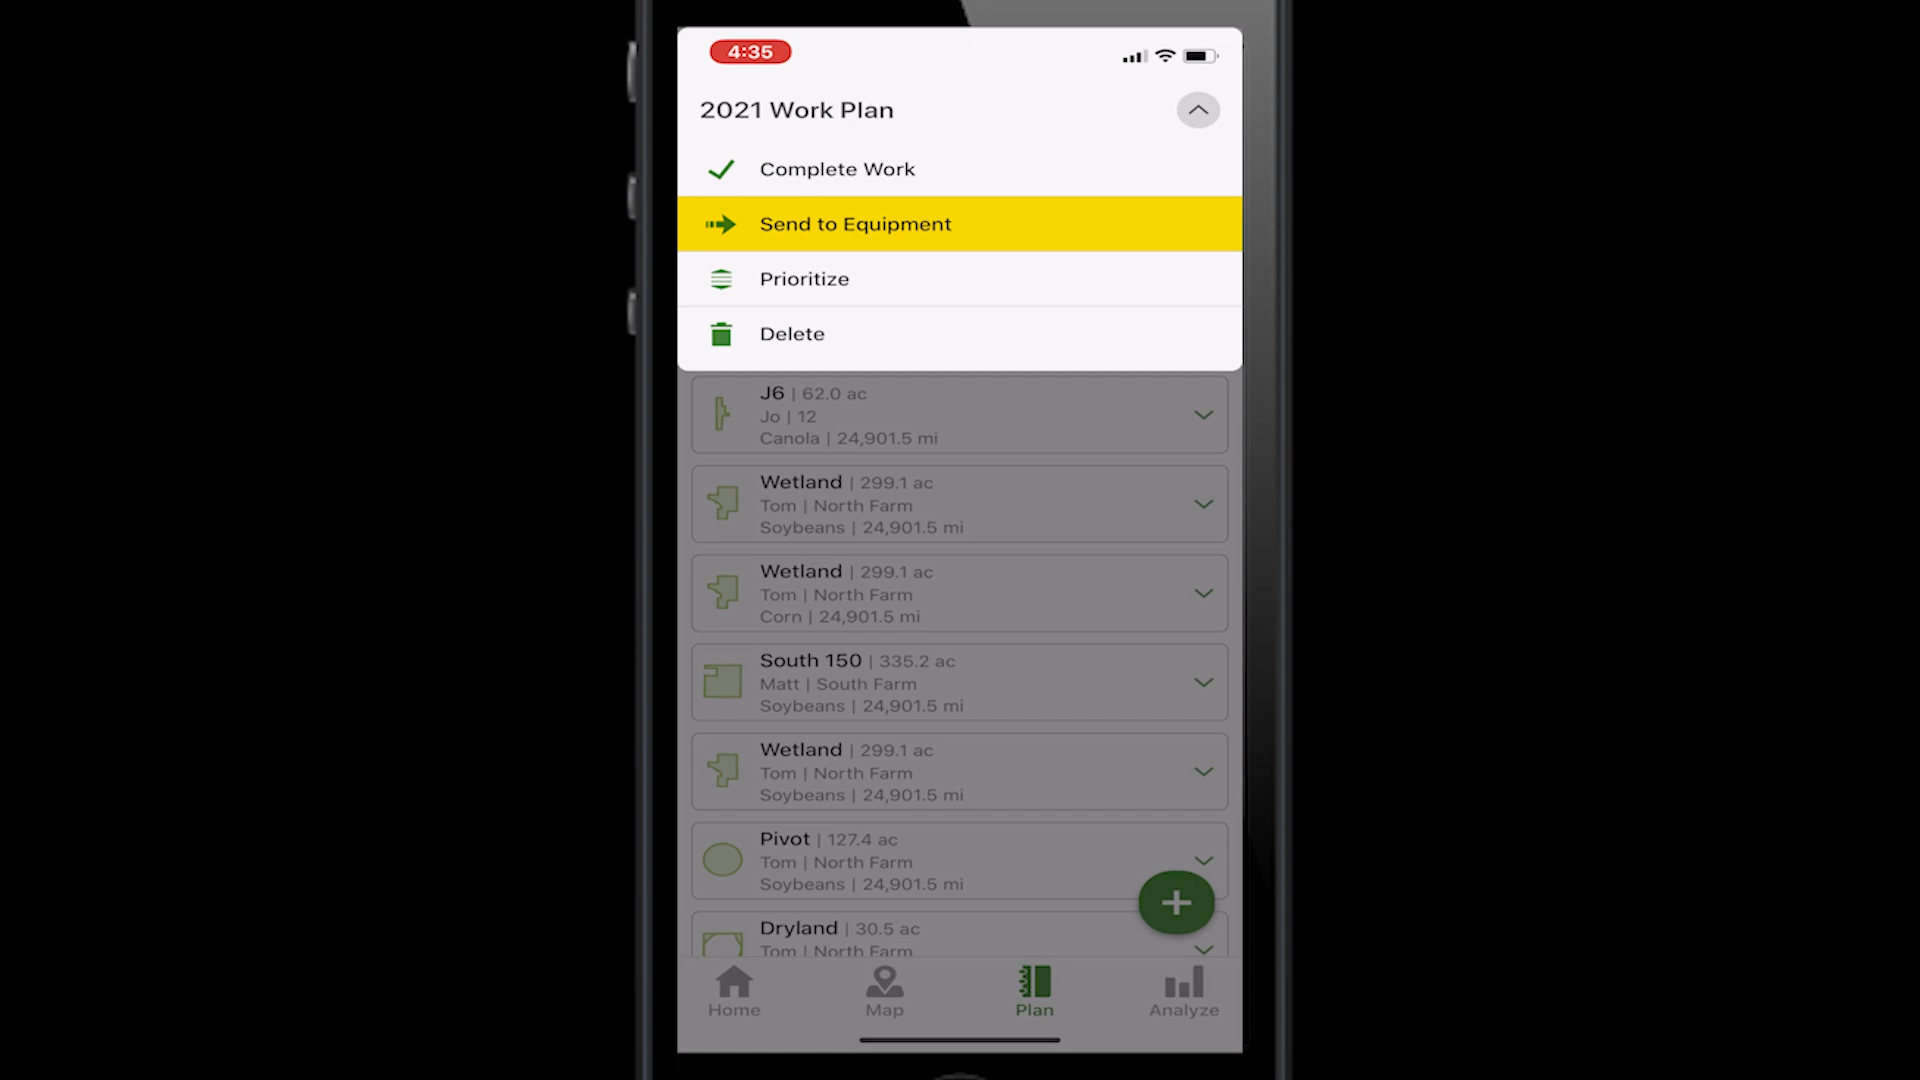 4:35
2021 Work Plan
Complete Work
Send to Equipment
Prioritize
Delete
J6 | 62.0 ac
Jo | 12
Canola | 24,901.5 mi
Wetland | 299.1 ac
Tom | North Farm
Soybeans | 24,901.5 mi
Wetland | 299.1 ac
Tom | North Farm
Corn | 24,901.5 mi
South 150 | 335.2 ac
Matt | South Farm
Soybeans | 24,901.5 mi
Wetland | 299.1 ac
Tom | North Farm
Soybeans | 24,901.5 mi
Pivot | 127.4 ac
Tom | North Farm
Soybeans | 24,901.5 mi
Dryland | 30.5 ac
Tom | North Farm
Home Map Plan Analyze